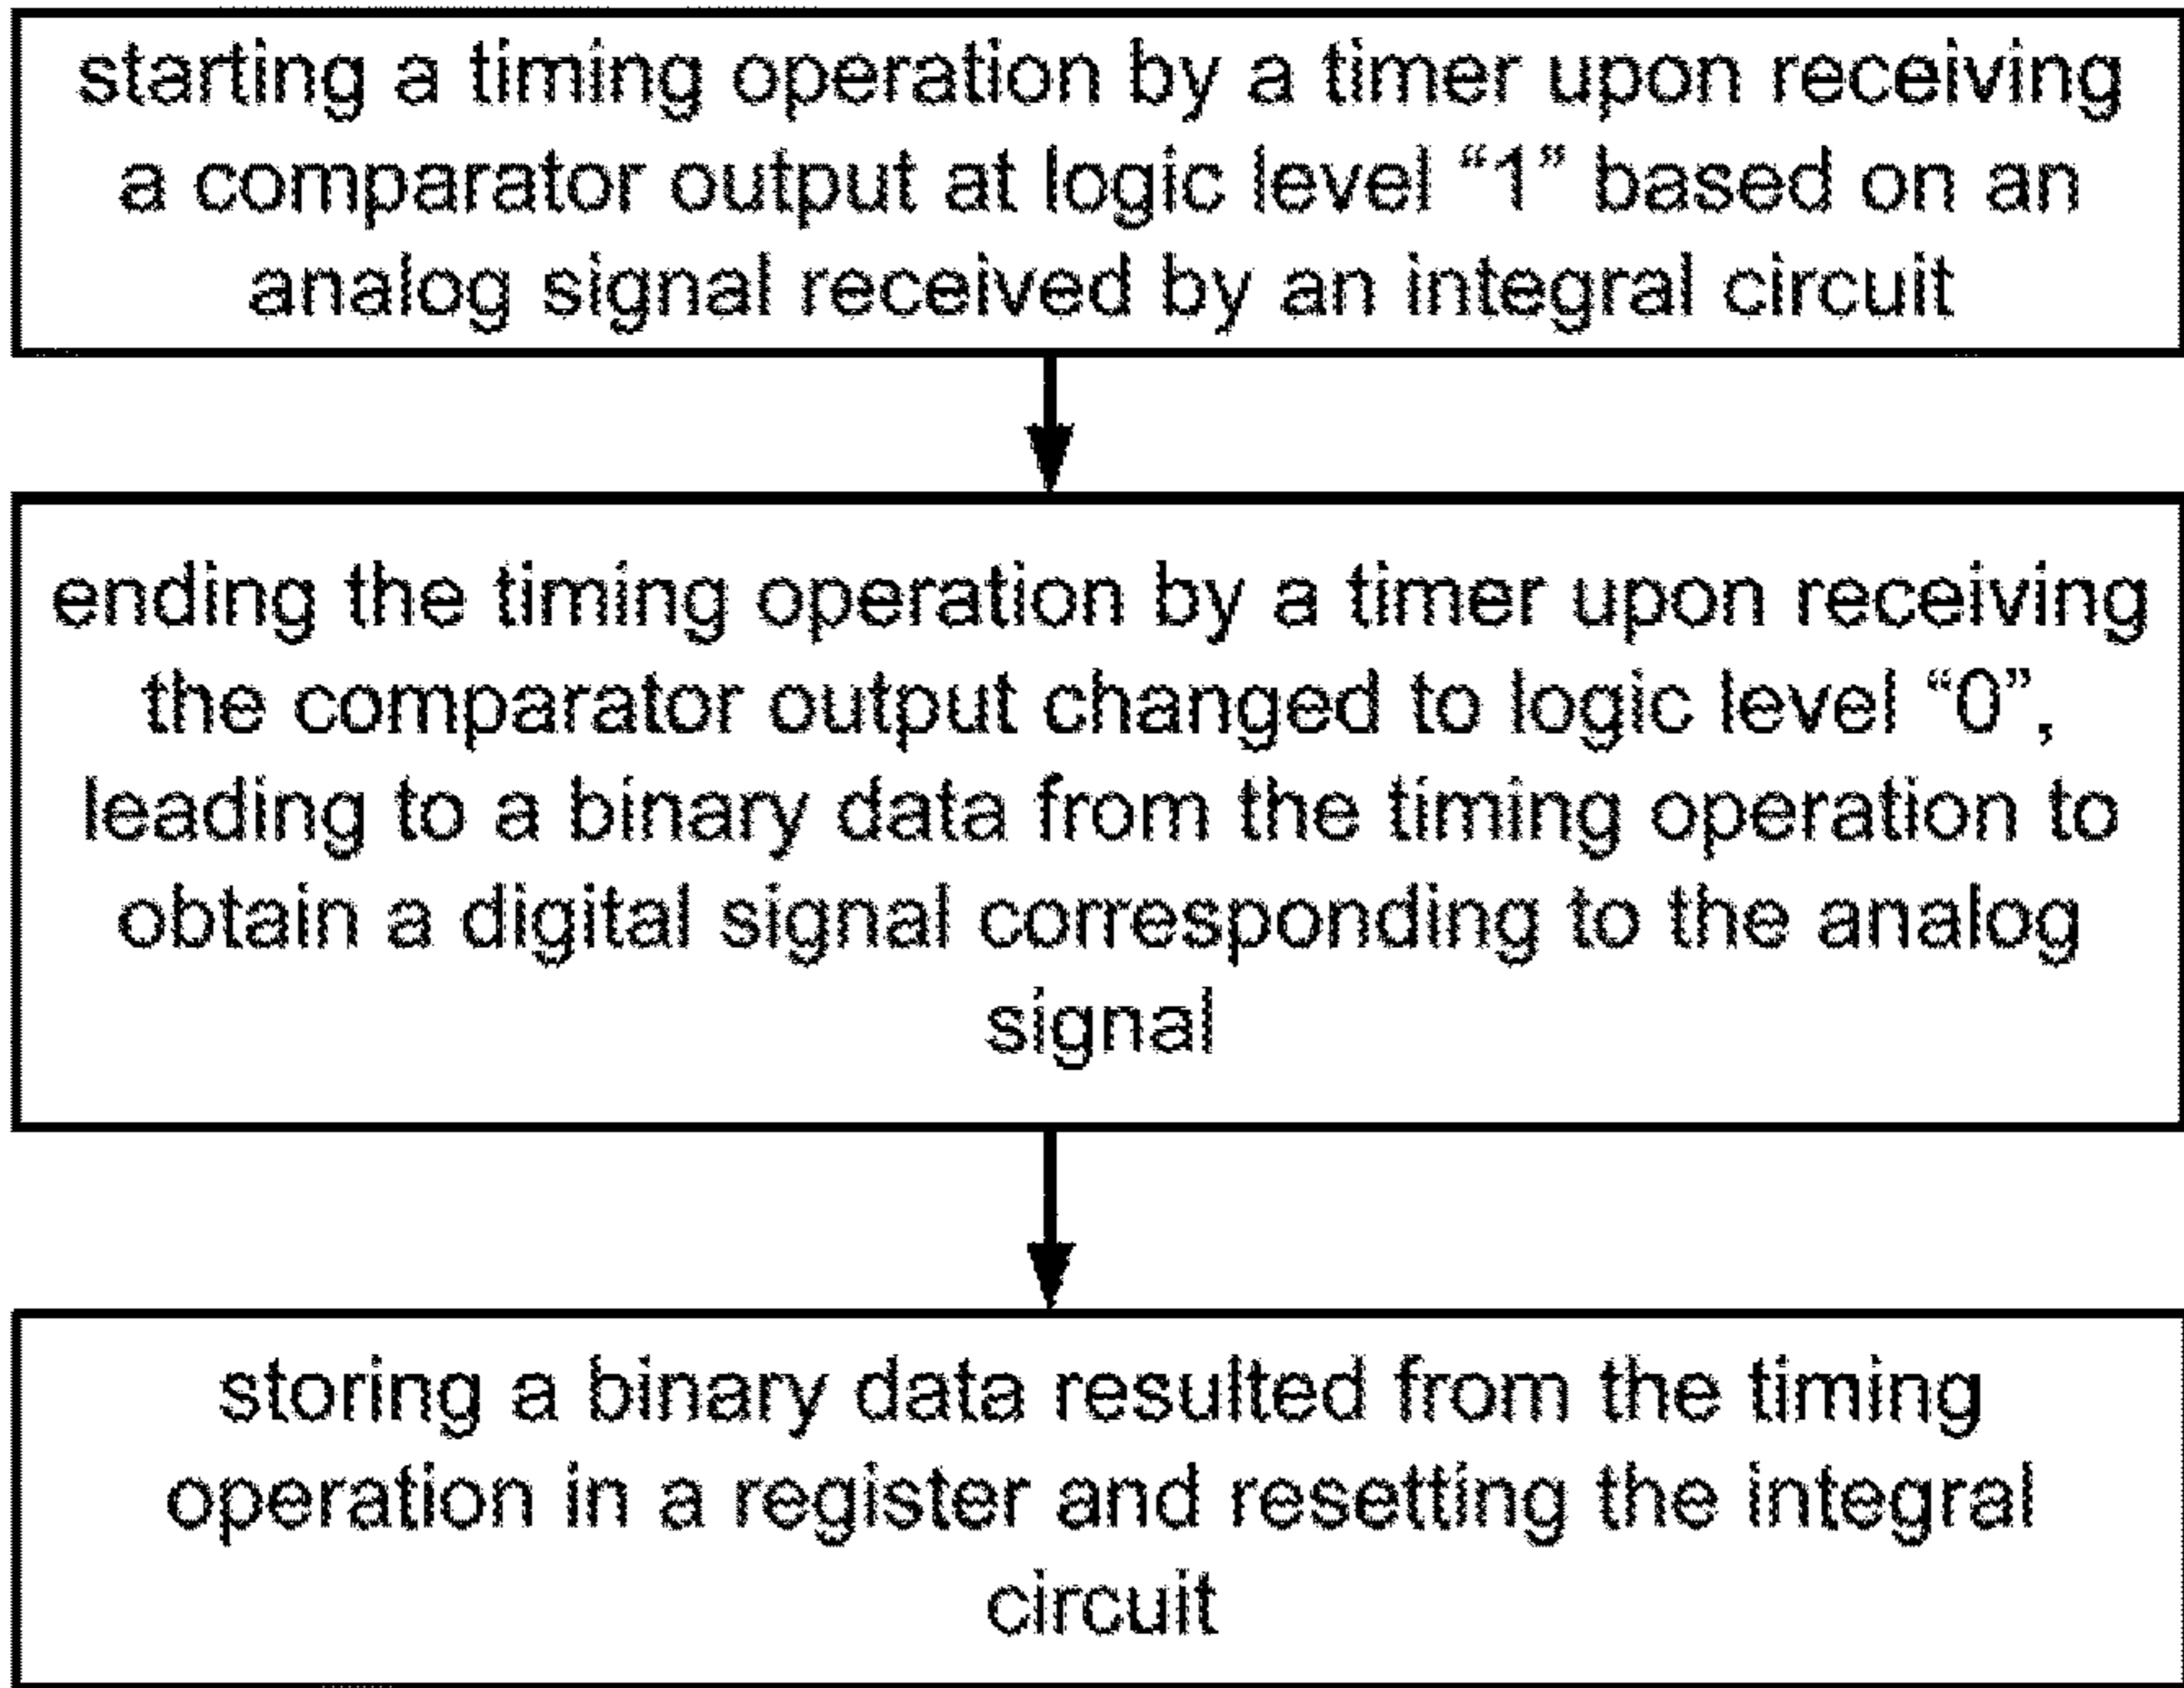 starting a timing operation by a timer upon receiving
a comparator output at logic level “1” based on an
analog signal received by an integral circuit
ending the timing operation by a timer upon receiving
the comparator output changed to logic level “0”,
leading to a binary data from the timing operation to
obtain a digital signal corresponding to the analog
signal
storing a binary data resulted from the timing
operation in a register and resetting the integral
circuit